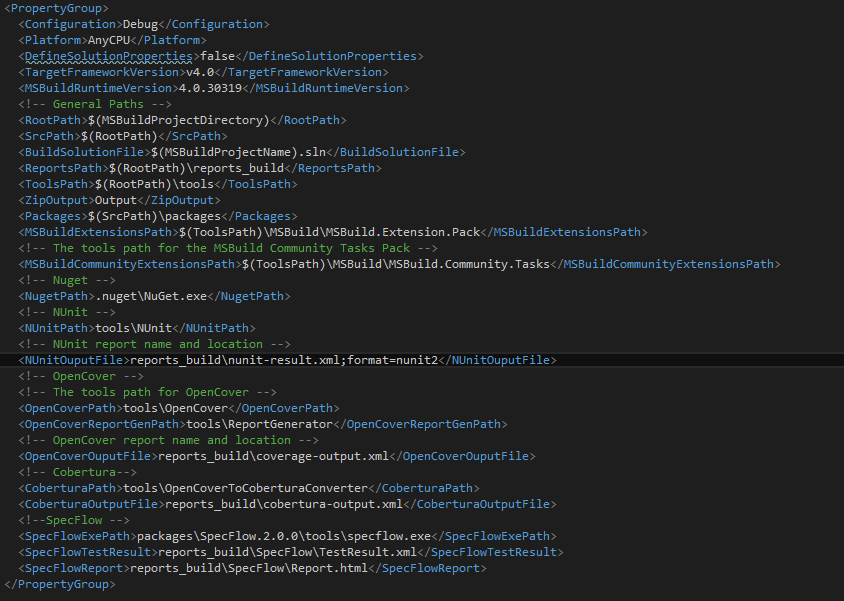 <PropertyGroup>
<Configuration>Debug</Configuration>
<Platform>AnyCPU</Platform>
<DefineSolutionProperties>false</DefineSolutionProperties>
<TargetFrameworkVersion>v4.0</TargetFrameworkVersion>
<MSBuildRuntimeVersion>4.0.30319</MSBuildRuntimeVersion>
<!-- General Paths -->
<RootPath>$(MSBuildProjectDirectory)</RootPath>
<SrcPath>$(RootPath)</SrcPath>
<BuildSolutionFile>$(MSBuildProjectName).sln</BuildSolutionFile>
<ReportsPath>$(RootPath)\reports_build</ReportsPath>
<ToolsPath>$(RootPath)\tools</ToolsPath>
<ZipOutput>Output</ZipOutput>
<Packages>$(SrcPath)\packages</Packages>
<MSBuildExtensionsPath>$(ToolsPath)\MSBuild\MSBuild.Extension.Pack</MSBuildExtensionsPath>
<!-- The tools path for the MSBuild Community Tasks Pack -->
<MSBuildCommunityExtensionsPath>$(ToolsPath)\MSBuild\MSBuild.Community.Tasks</MSBuildCommunityExtensionsPath>
<!-- Nuget -->
<NugetPath>.nuget\NuGet.exe</NugetPath>
<!-- NUnit -->
<NUnitPath>tools\NUnit</NUnitPath>
<!-- NUnit report name and location -->
<NUnitOuputFile>reports_build\nunit-result.xml;format=nunit2</NUnitOuputFile>
<!-- OpenCover -->
<!-- The tools path for OpenCover -->
<OpenCoverPath>tools\OpenCover</OpenCoverPath>
<OpenCoverReportGenPath>tools\ReportGenerator</OpenCoverReportGenPath>
<!-- OpenCover report name and location -->
<OpenCoverOuputFile>reports_build\coverage-output.xml</OpenCoverOuputFile>
<!-- Cobertura-->
<CoberturaPath>tools\OpenCoverToCoberturaConverter</CoberturaPath>
<CoberturaOutputFile>reports_build\cobertura-output.xml</CoberturaOutputFile>
<!--SpecFlow -->
<SpecFlowExePath>packages\SpecFlow.2.0.0\tools\specflow.exe</SpecFlowExePath>
<SpecFlowTestResult>reports_build\SpecFlow\TestResult.xml</SpecFlowTestResult>
<SpecFlowReport>reports_build\SpecFlow\Report.html</SpecFlowReport>
</PropertyGroup>